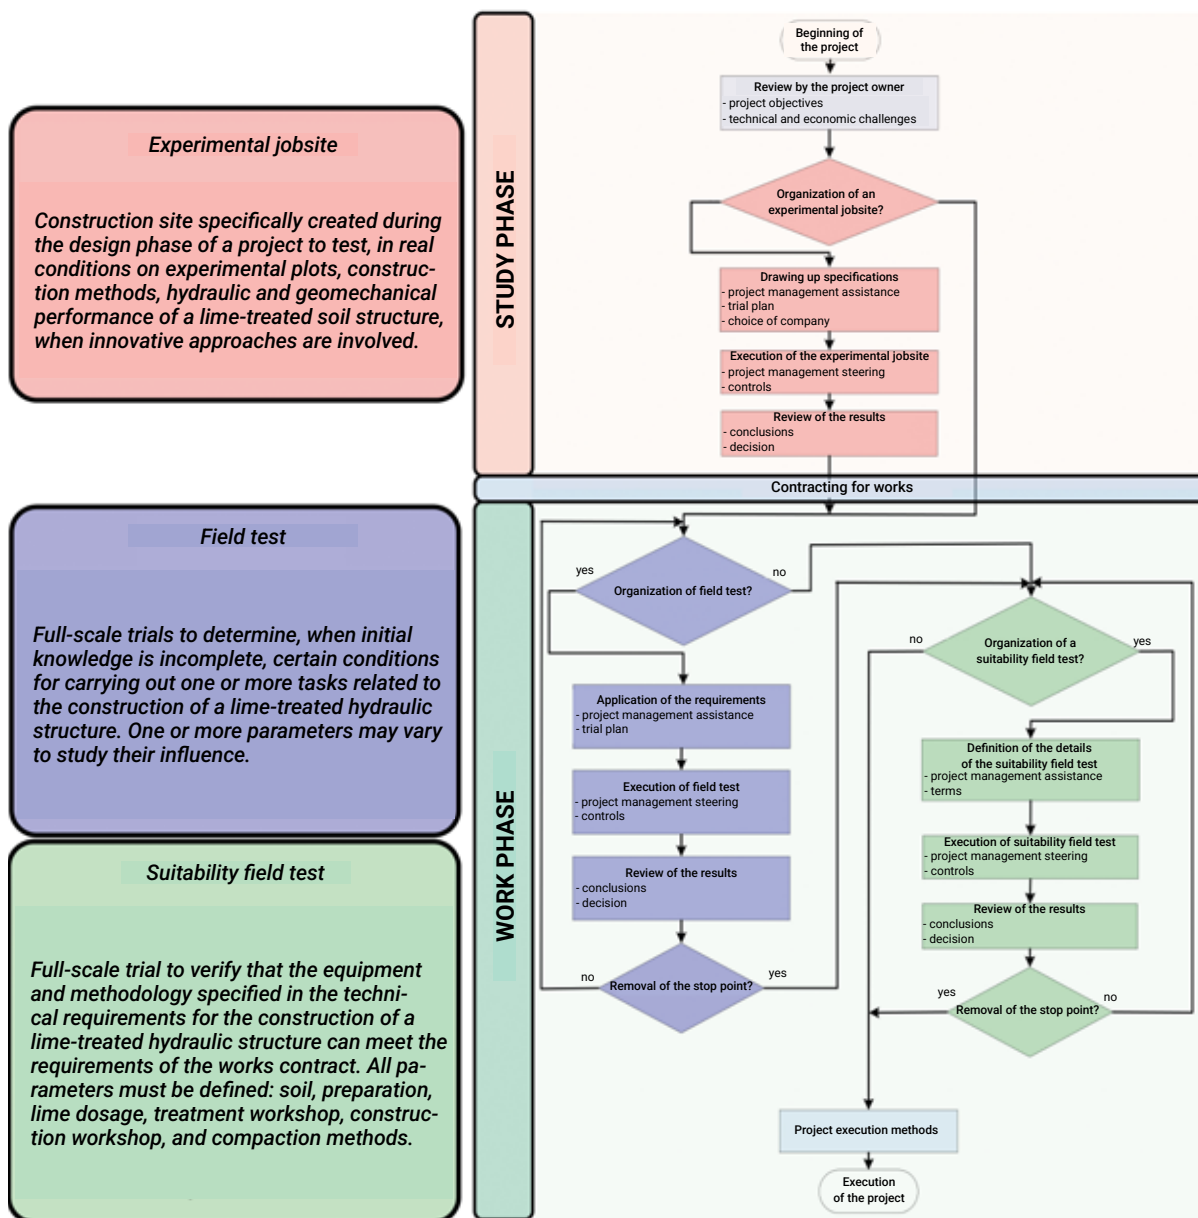 Experimental jobsite
Construction site specifically created during
the design phase of a project to test, in real
conditions on experimental plots, construc-
tion methods, hydraulic and geomechanical
performance of a lime-treated soil structure,
when innovative approaches are involved.
Field test
Full-scale trials to determine, when initial
knowledge is incomplete, certain conditions
for carrying out one or more tasks related to
the construction of a lime-treated hydraulic
structure. One or more parameters may vary
to study their influence.
Suitability field test
Full-scale trial to verify that the equipment
and methodology specified in the techni-
cal requirements for the construction of a
lime-treated hydraulic structure can meet the
requirements of the works contract. All pa-
rameters must be defined: soil, preparation,
lime dosage, treatment workshop, construc-
tion workshop, and compaction methods.
STUDY PHASE
Beginning of
the project
Review by the project owner
- project objectives
- technical and economic challenges
Organization of an
experimental jobsite?
Drawing up specifications
- project management assistance
- trial plan
- choice of company
Execution of the experimental jobsite
- project management steering
- controls
Review of the results
- conclusions
- decision
Contracting for works
WORK PHASE
yes
Organization of field test?
no
Application of the requirements
- project management assistance
- trial plan
Execution of field test
- project management steering
- controls
Review of the results
- conclusions
- decision
no
Removal of the stop point?
yes
no
Organization of a
suitability field test?
yes
Definition of the details
of the suitability field test
- project management assistance
- terms
Execution of suitability field test
- project management steering
- controls
Review of the results
- conclusions
- decision
yes
Removal of the stop point?
no
Project execution methods
Execution
of the project